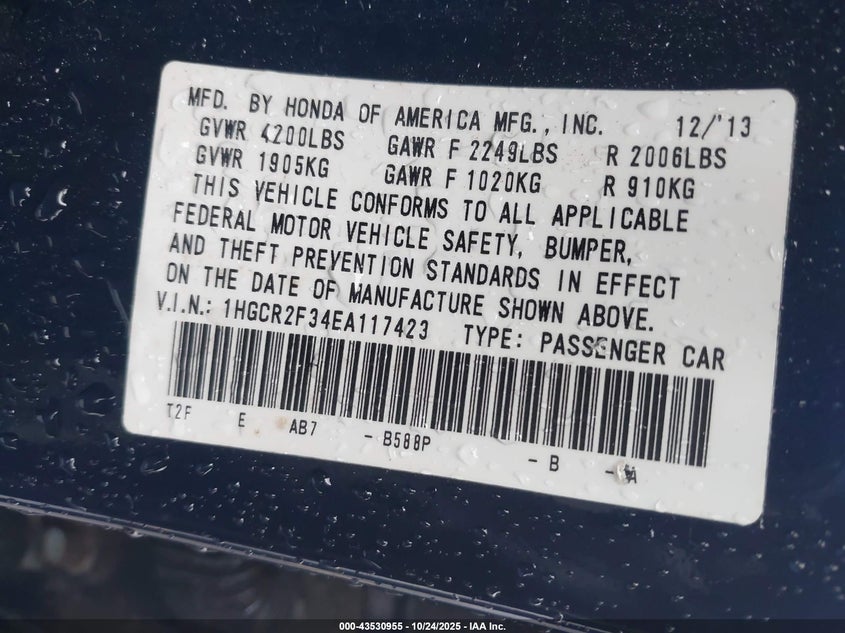 MFD. BY HONDA OF AMERICA MFG., INC. 12/'13
GVWR 4200LBS GAWR F 2249LBS R 2006LBS
GVWR 1905KG GAWR F 1020KG R 910KG
THIS VEHICLE CONFORMS TO ALL APPLICABLE
FEDERAL MOTOR VEHICLE SAFETY, BUMPER,
AND THEFT PREVENTION STANDARDS IN EFFECT
ON THE DATE OF MANUFACTURE SHOWN ABOVE.
V.I.N.: 1HGCR2F34EA117423 TYPE: PASSENGER CAR
T2F E AB7 - B588P - B - A
000-43530955 - 10/24/2025 - IAA Inc.